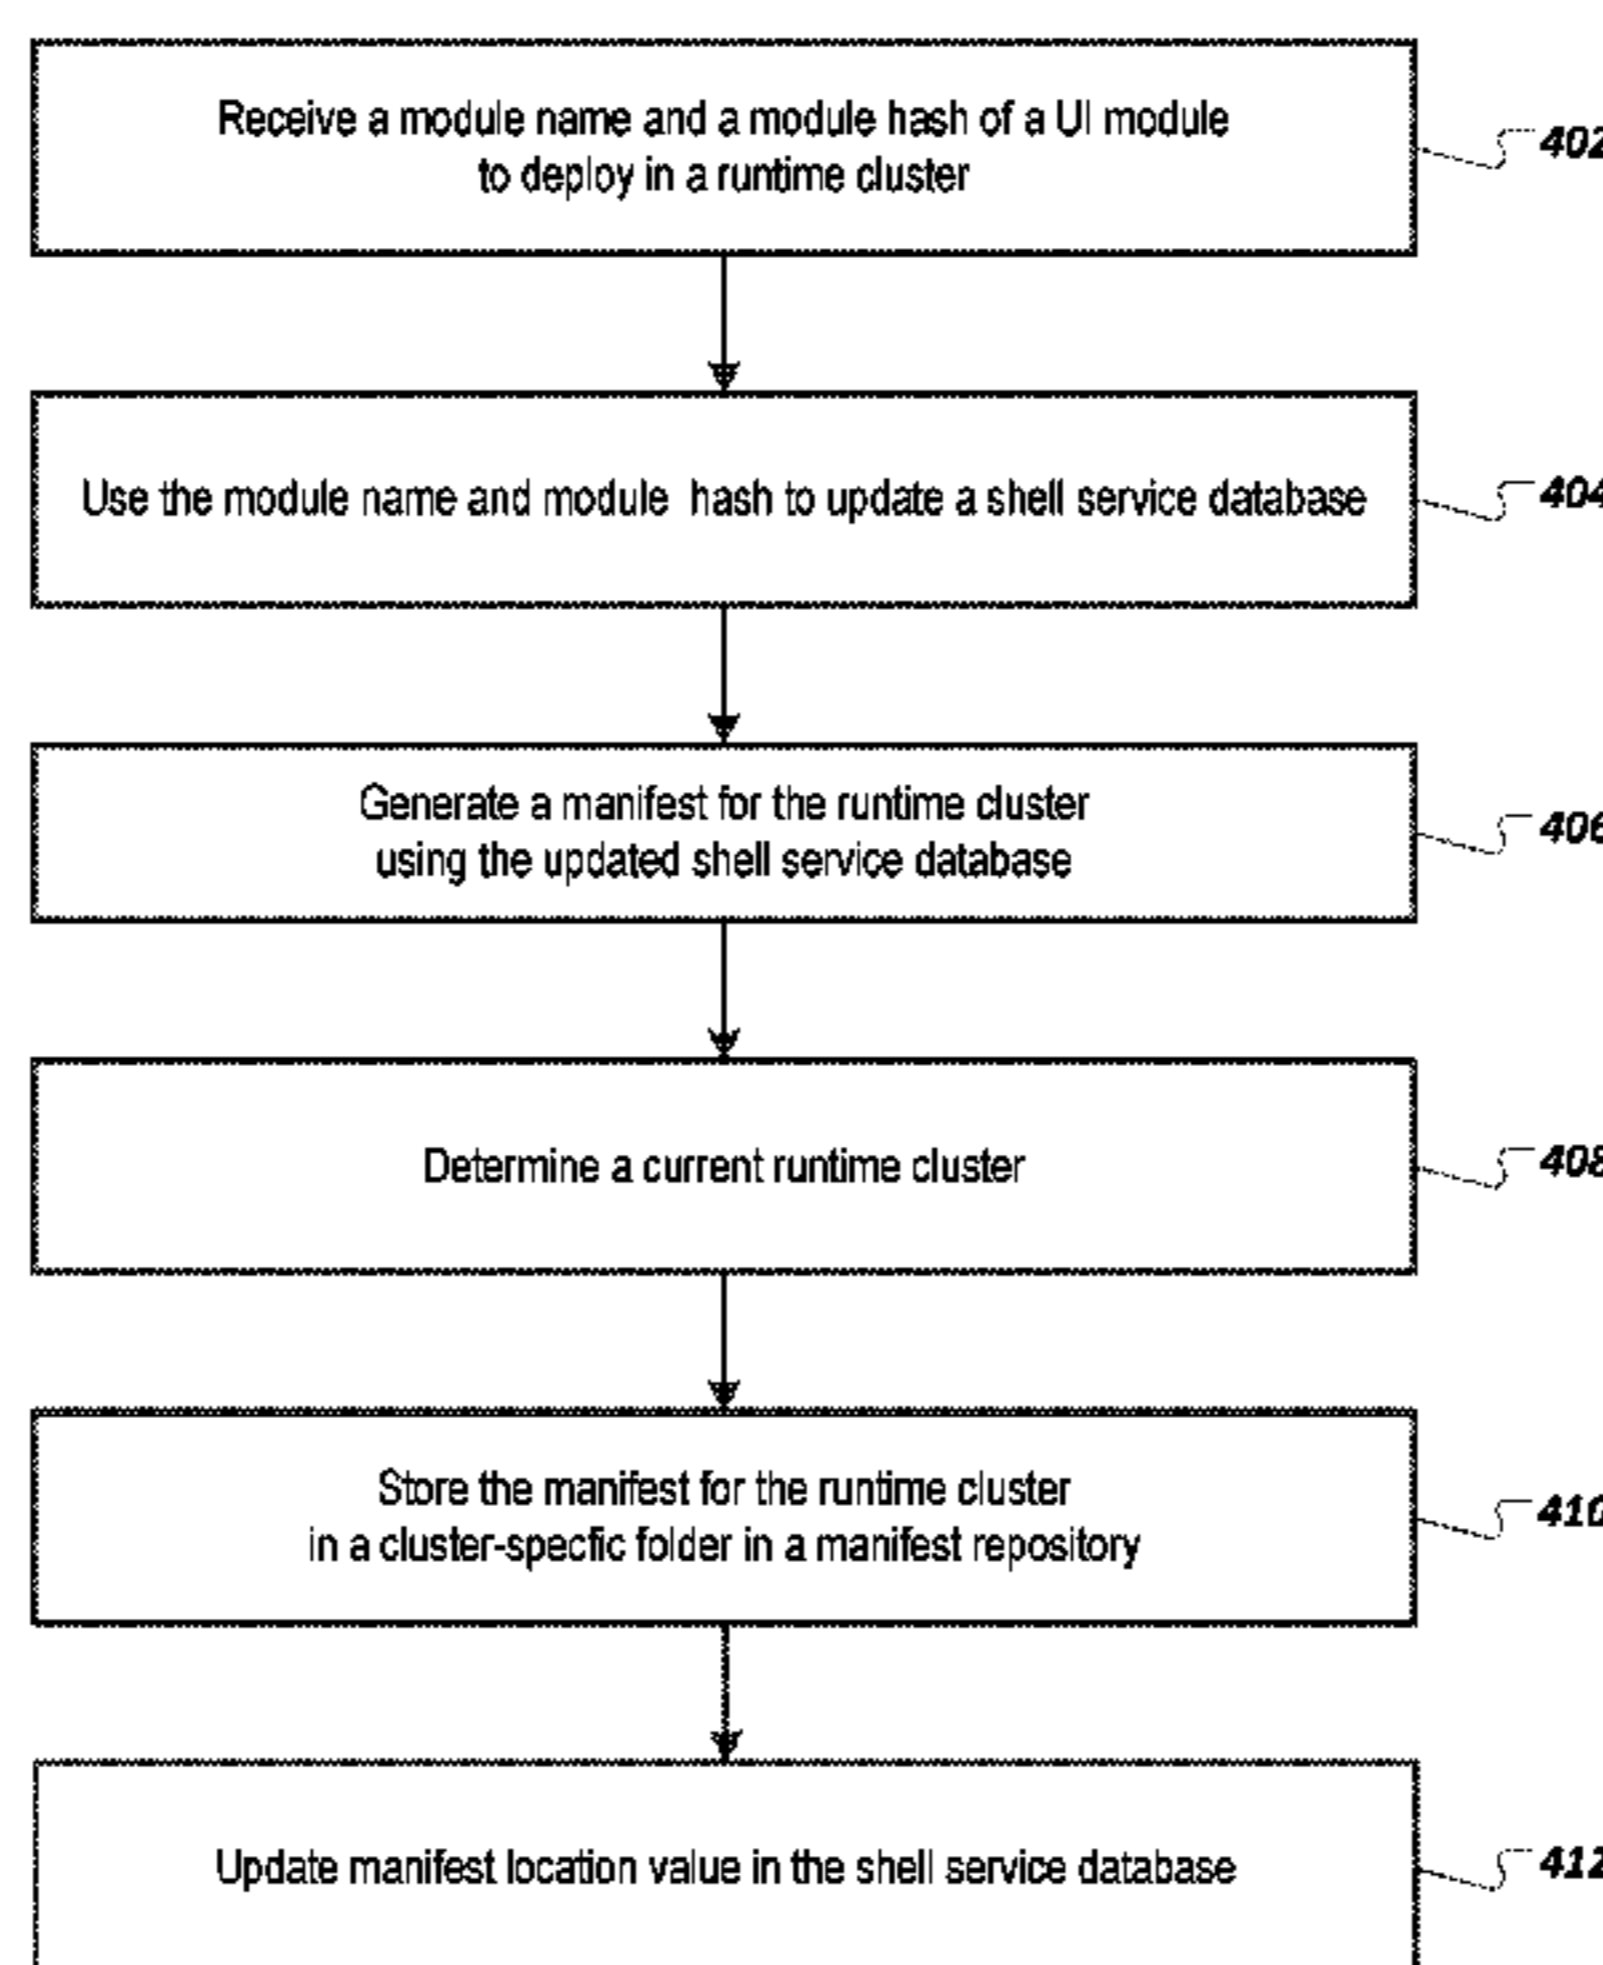 Receive a module name and a module hash of a UI module
to deploy in a runtime cluster
402
Use the module name and module hash to update a shell service database
404
Generate a manifest for the runtime cluster
using the updated shell service database
406
Determine a current runtime cluster
408
Store the manifest for the runtime cluster
in a cluster-specfic folder in a manifest repository
410
Update manifest location value in the shell service database
412